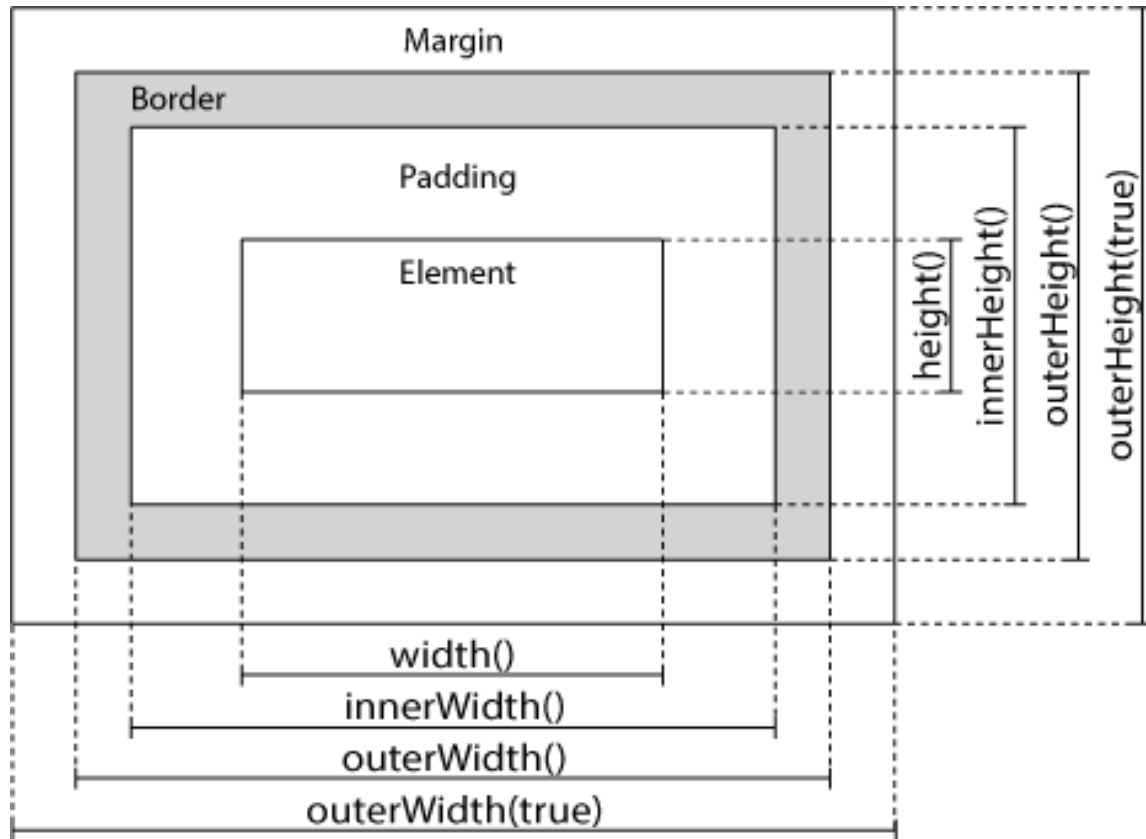 Margin
Border
Padding
Element
height()
innerHeight()
outerHeight()
outerHeight(true)
width()
innerWidth()
outerWidth()
outerWidth(true)